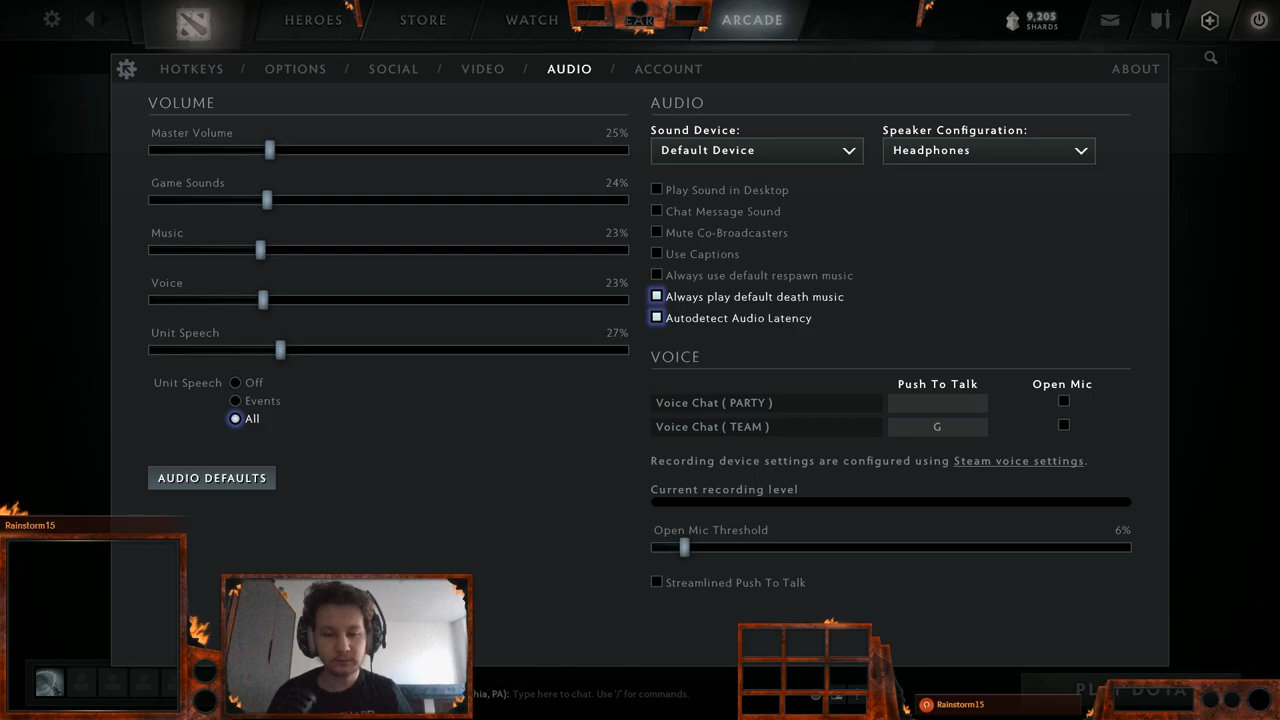 HEROES STORE WATCH ARCADE
9,205
SHARDS
HOTKEYS / OPTIONS / SOCIAL / VIDEO / AUDIO / ACCOUNT ABOUT
VOLUME
Master Volume 25%
Game Sounds 24%
Music 23%
Voice 23%
Unit Speech 27%
Unit Speech Off
Events
All
AUDIO DEFAULTS
AUDIO
Sound Device: Speaker Configuration:
Default Device Headphones
Play Sound in Desktop
Chat Message Sound
Mute Co-Broadcasters
Use Captions
Always use default respawn music
Always play default death music
Autodetect Audio Latency
VOICE
Push To Talk Open Mic
Voice Chat ( PARTY )
Voice Chat ( TEAM ) G
Recording device settings are configured using Steam voice settings.
Current recording level
Open Mic Threshold 6%
Streamlined Push To Talk
Rainstorm15
hia, PA): Type here to chat. Use '/' for commands.
PLAY DOTA
Rainstorm15